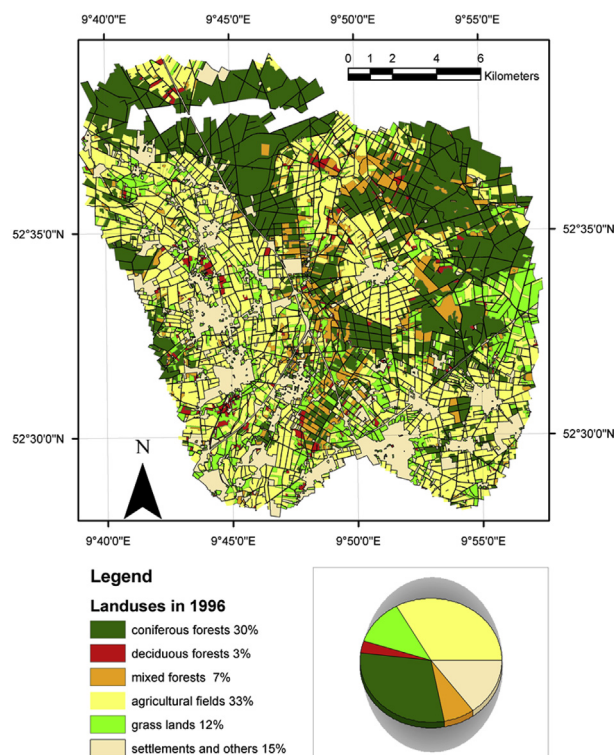 9°40'0"E 9°45'0"E 9°50'0"E 9°55'0"E
0 1 2 4 6
Kilometers
52°35'0"N 52°35'0"N
52°30'0"N 52°30'0"N
N
9°40'0"E 9°45'0"E 9°50'0"E 9°55'0"E
Legend
Landuses in 1996
coniferous forests 30%
deciduous forests 3%
mixed forests 7%
agricultural fields 33%
grass lands 12%
settlements and others 15%